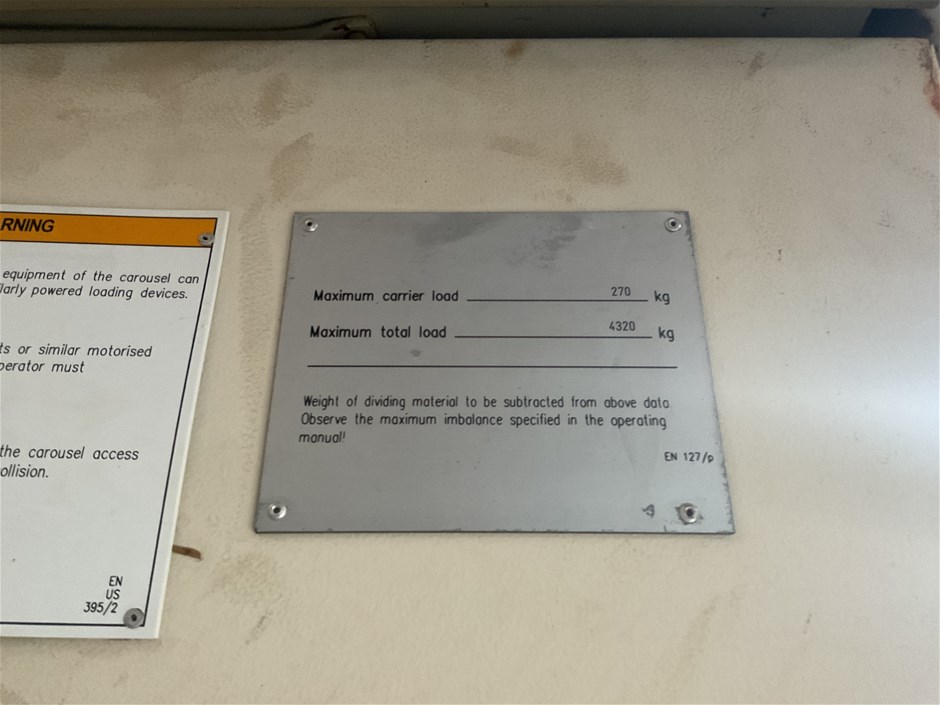 RNING
equipment of the carousel can
larly powered loading devices.
ts or similar motorised
perator must
the carousel access
ollision.
EN
US
395/2
Maximum carrier load 270 kg
Maximum total load 4320 kg
Weight of dividing material to be subtracted from above data
Observe the maximum imbalance specified in the operating
manual!
EN 127/p